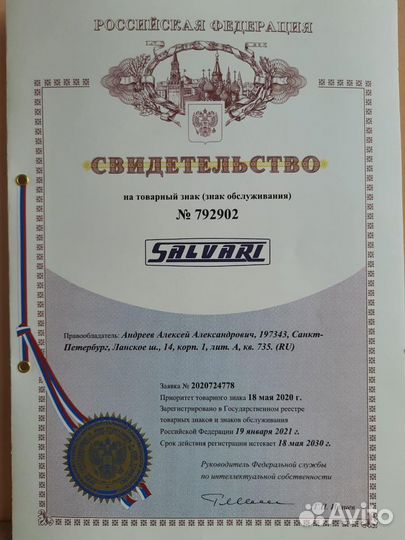 РОССИЙСКАЯ ФЕДЕРАЦИЯ
СВИДЕТЕЛЬСТВО
на товарный знак (знак обслуживания)
№ 792902
SALVARI
Правообладатель: Андреев Алексей Александрович, 197343, Санкт-
Петербург, Ланское ш., 14, корп. 1, лит. А, кв. 735. (RU)
Заявка № 2020724778
Приоритет товарного знака 18 мая 2020 г.
Зарегистрировано в Государственном реестре
товарных знаков и знаков обслуживания
Российской Федерации 19 января 2021 г.
Срок действия регистрации истекает 18 мая 2030 г.
Руководитель Федеральной службы
по интеллектуальной собственности
Avito